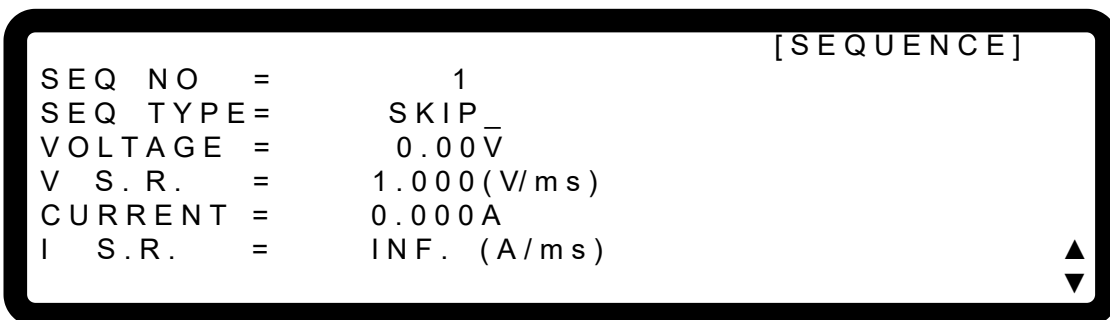 [SEQUENCE]
SEQ NO = 1
SEQ TYPE= SKIP_
VOLTAGE = 0.00V
V S.R. = 1.000(V/ms)
CURRENT = 0.000A
I S.R. = INF. (A/ms) ▲
▼